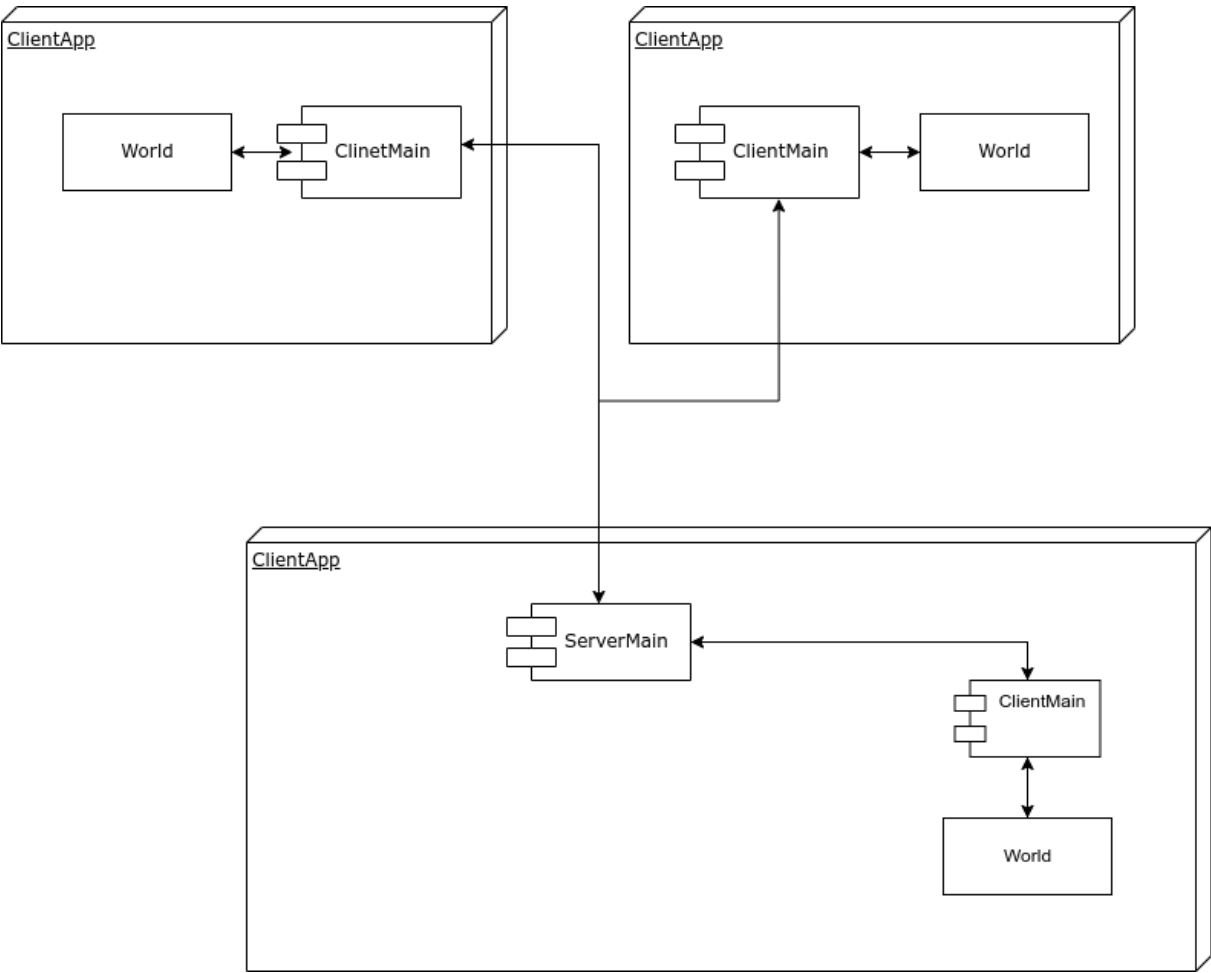 ClientApp
World
ClinetMain
ClientApp
ClientMain
World
ClientApp
ServerMain
ClientMain
World